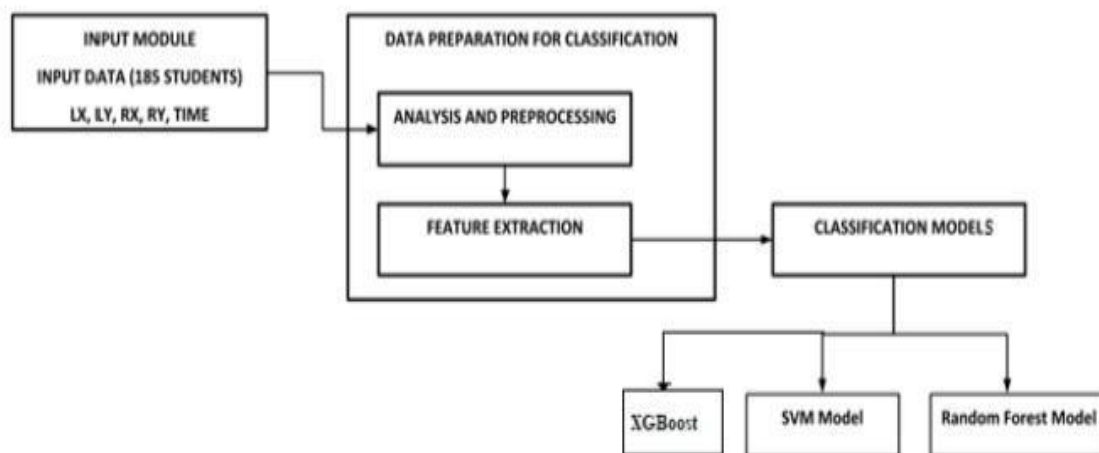 INPUT MODULE
INPUT DATA (185 STUDENTS)
LX, LY, RX, RY, TIME
DATA PREPARATION FOR CLASSIFICATION
ANALYSIS AND PREPROCESSING
FEATURE EXTRACTION
CLASSIFICATION MODELS
XGBoost
SVM Model
Random Forest Model